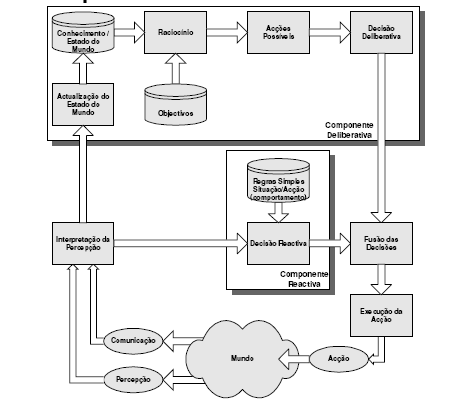 Conhecimento /
Estado do
Mundo
Raciocínio
Acções
Possíveis
Decisão
Deliberativa
Actualização do
Estado do
Mundo
Objectivos
Componente
Deliberativa
Regras Simples
Situação/Acção
(comportamento)
Interpretação da
Percepção
Decisão Reactiva
Fusão das
Decisões
Componente
Reactiva
Execução da
Acção
Comunicação
Mundo
Acção
Percepção